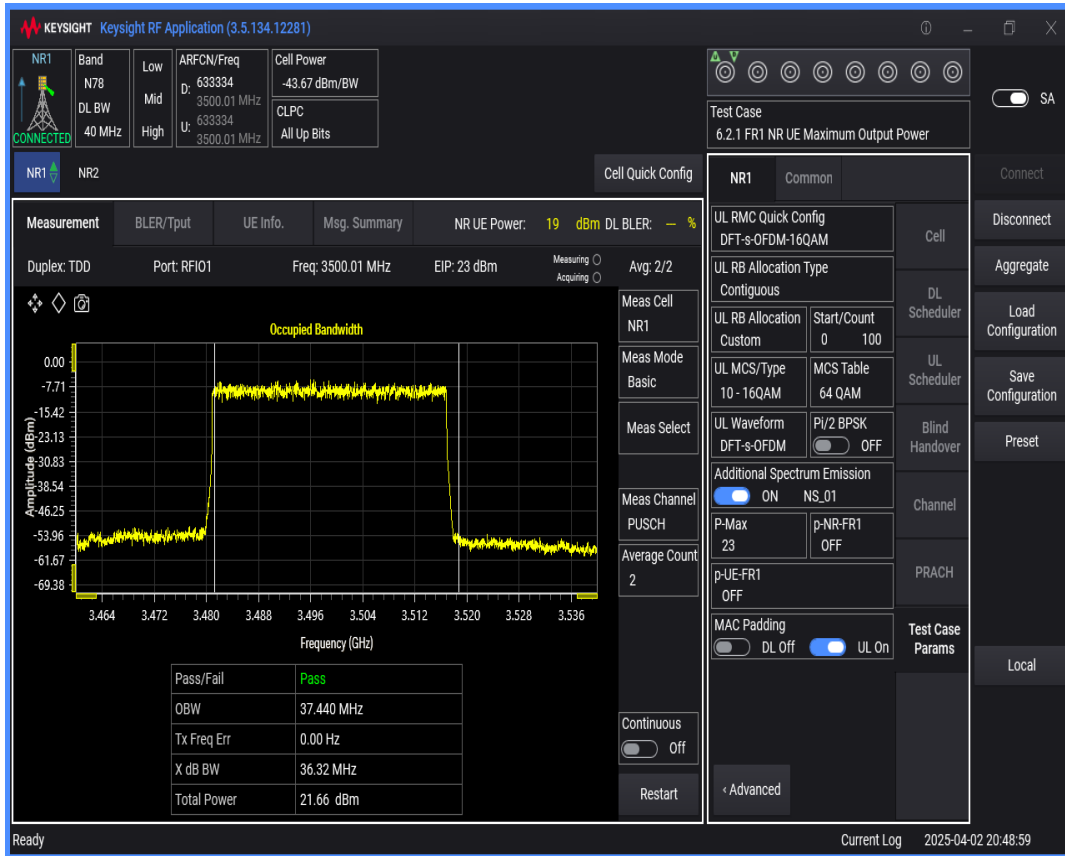 KEYSIGHT Keysight RF Application (3.5.134.12281)
NR1
CONNECTED
Band
N78
DL BW
40 MHz
Low
Mid
High
ARFCN/Freq
D: 633334
3500.01 MHz
U: 633334
3500.01 MHz
Cell Power
-43.67 dBm/BW
CLPC
All Up Bits
Test Case
6.2.1 FR1 NR UE Maximum Output Power
SA
NR1 NR2
Cell Quick Config
Measurement BLER/Tput UE Info. Msg. Summary NR UE Power: 19 dBm DL BLER: — %
Duplex: TDD Port: RFIO1 Freq: 3500.01 MHz EIP: 23 dBm Measuring Avg: 2/2
Acquiring
Occupied Bandwidth
Amplitude (dBm)
0.00
-7.71
-15.42
-23.13
-30.83
-38.54
-46.25
-53.96
-61.67
-69.38
3.464 3.472 3.480 3.488 3.496 3.504 3.512 3.520 3.528 3.536
Frequency (GHz)
Pass/Fail Pass
OBW 37.440 MHz
Tx Freq Err 0.00 Hz
X dB BW 36.32 MHz
Total Power 21.66 dBm
Meas Cell
NR1
Meas Mode
Basic
Meas Select
Meas Channel
PUSCH
Average Count
2
Continuous
Off
Restart
NR1 Common
UL RMC Quick Config
DFT-s-OFDM-16QAM
UL RB Allocation Type
Contiguous
UL RB Allocation
Custom
Start/Count
0 100
UL MCS/Type
10 - 16QAM
MCS Table
64 QAM
UL Waveform
DFT-s-OFDM
Pi/2 BPSK
OFF
Additional Spectrum Emission
ON NS_01
P-Max
23
p-NR-FR1
OFF
p-UE-FR1
OFF
MAC Padding
DL Off UL On
‹ Advanced
Cell
DL
Scheduler
UL
Scheduler
Blind
Handover
Channel
PRACH
Test Case
Params
Connect
Disconnect
Aggregate
Load
Configuration
Save
Configuration
Preset
Local
Ready
Current Log 2025-04-02 20:48:59